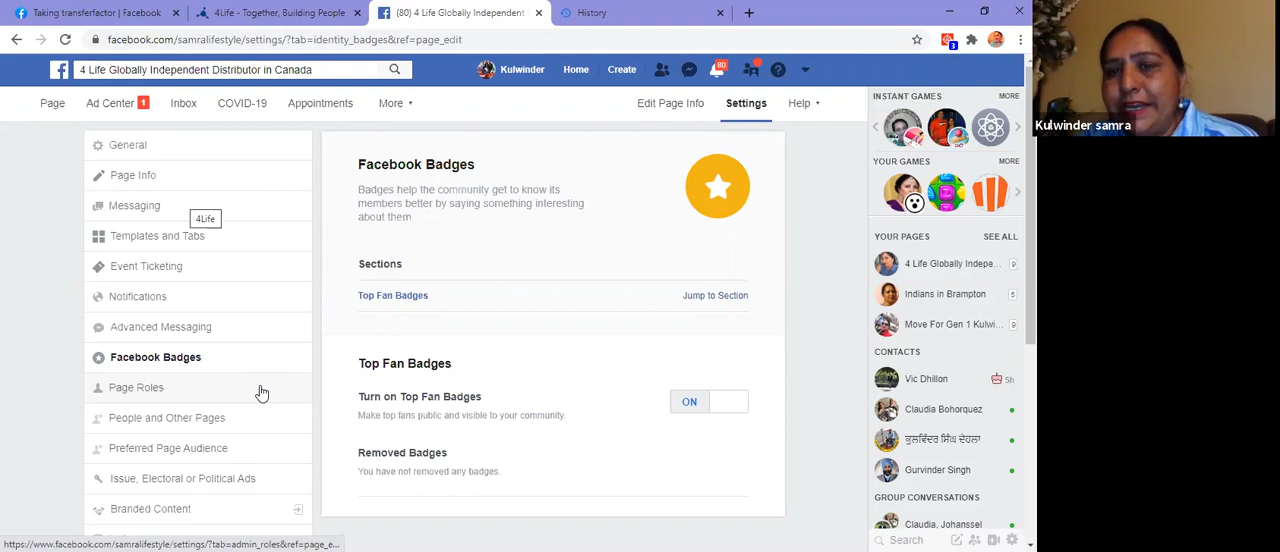 Taking transferfactor | Facebook
4Life - Together, Building People
(80) 4 Life Globally Independent
History
facebook.com/samralifestyle/settings/?tab=identity_badges&ref=page_edit
3
4 Life Globally Independent Distributor in Canada
Kulwinder
Home
Create
80
Page
Ad Center 1
Inbox
COVID-19
Appointments
More
Edit Page Info
Settings
Help
General
Page Info
Messaging
4Life
Templates and Tabs
Event Ticketing
Notifications
Advanced Messaging
Facebook Badges
Page Roles
People and Other Pages
Preferred Page Audience
Issue, Electoral or Political Ads
Branded Content
https://www.facebook.com/samralifestyle/settings/?tab=admin_roles&ref=page_e...
Facebook Badges
Badges help the community get to know its
members better by saying something interesting
about them.
Sections
Top Fan Badges Jump to Section
Top Fan Badges
Turn on Top Fan Badges
Make top fans public and visible to your community.
ON
Removed Badges
You have not removed any badges.
INSTANT GAMES MORE
YOUR GAMES MORE
YOUR PAGES SEE ALL
4 Life Globally Indepe... 9
Indians in Brampton 5
Move For Gen 1 Kulwi... 9
CONTACTS
Vic Dhillon 5h
Claudia Bohorquez
ਕੁਲਵਿੰਦਰ ਸਿੰਘ ਦੇਹਲਾ
Gurvinder Singh
GROUP CONVERSATIONS
Claudia, Johanssel
Search
Kulwinder samra